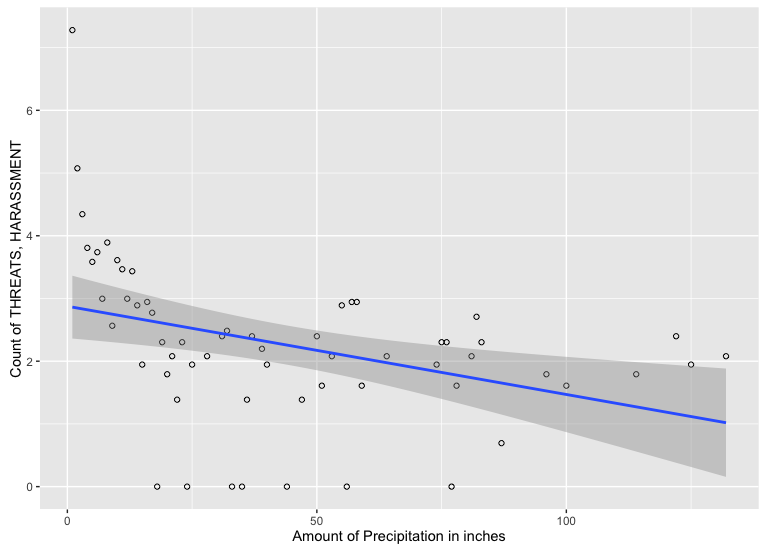 Count of THREATS, HARASSMENT
6
4
2
0
0 50 100
Amount of Precipitation in inches